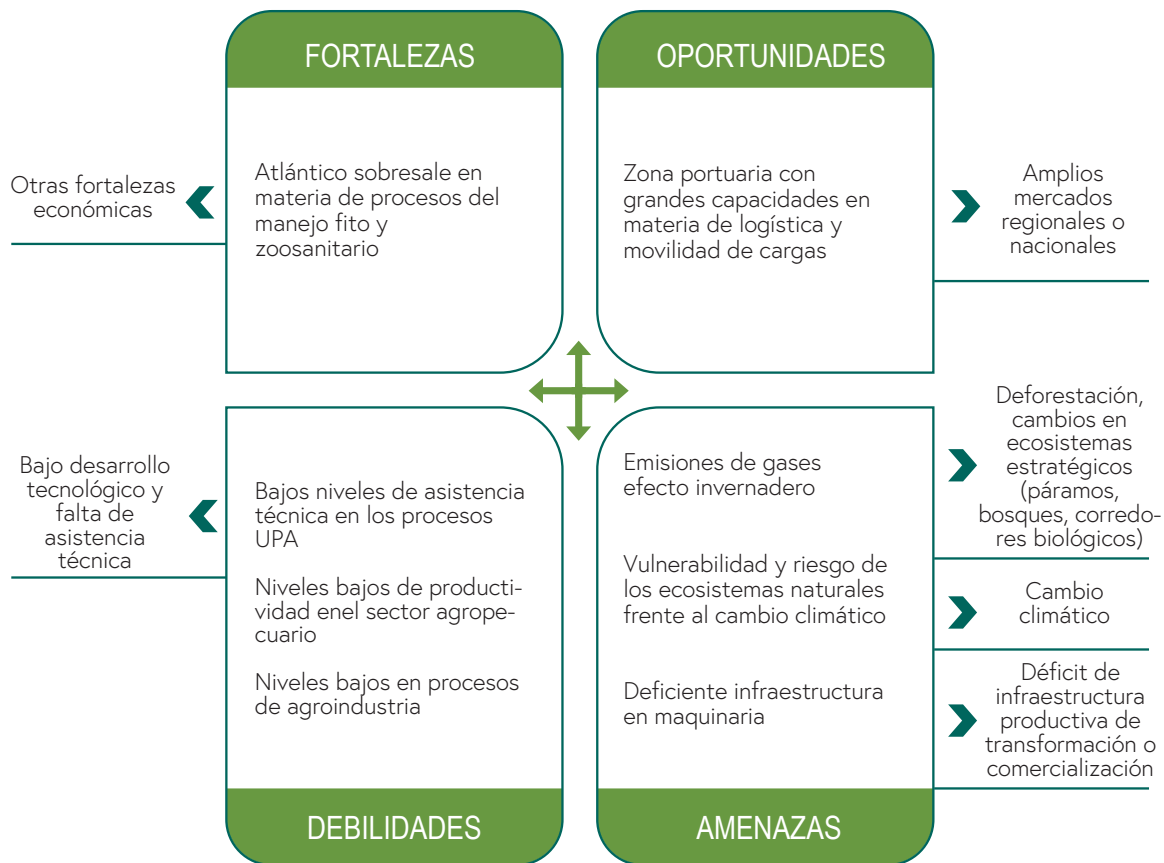 FORTALEZAS
Otras fortalezas
económicas
Atlántico sobresale en
materia de procesos del
manejo fito y
zoosanitario
OPORTUNIDADES
Zona portuaria con
grandes capacidades en
materia de logística y
movilidad de cargas
Amplios
mercados
regionales o
nacionales
Bajo desarrollo
tecnológico y
falta de
asistencia
técnica
Bajos niveles de asistencia
técnica en los procesos
UPA
Niveles bajos de producti-
vidad enel sector agrope-
cuario
Niveles bajos en procesos
de agroindustria
DEBILIDADES
Emisiones de gases
efecto invernadero
Vulnerabilidad y riesgo de
los ecosistemas naturales
frente al cambio climático
Deficiente infraestructura
en maquinaria
AMENAZAS
Deforestación,
cambios en
ecosistemas
estratégicos
(páramos,
bosques, corredo-
res biológicos)
Cambio
climático
Déficit de
infraestructura
productiva de
transformación o
comercialización